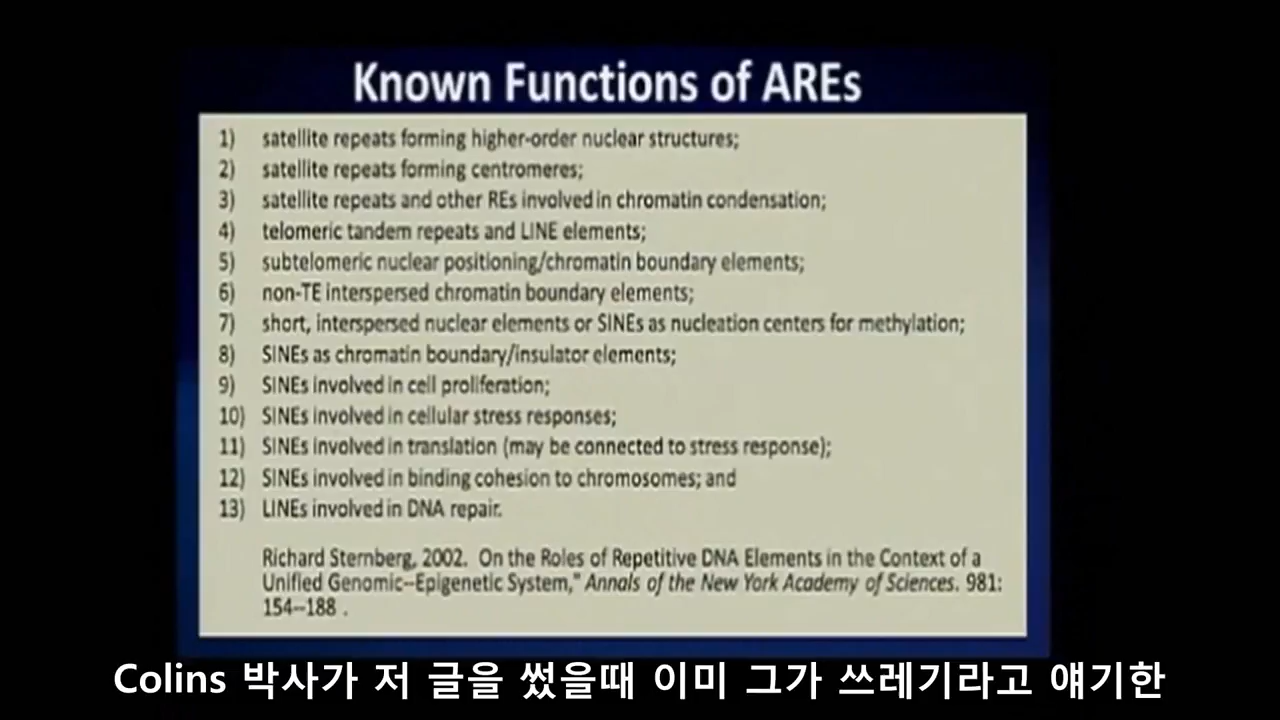 Known Functions of AREs
1) satellite repeats forming higher-order nuclear structures;
2) satellite repeats forming centromeres;
3) satellite repeats and other REs involved in chromatin condensation;
4) telomeric tandem repeats and LINE elements;
5) subtelomeric nuclear positioning/chromatin boundary elements;
6) non-TE interspersed chromatin boundary elements;
7) short, interspersed nuclear elements or SINEs as nucleation centers for methylation;
8) SINEs as chromatin boundary/insulator elements;
9) SINEs involved in cell proliferation;
10) SINEs involved in cellular stress responses;
11) SINEs involved in translation (may be connected to stress response);
12) SINEs involved in binding cohesion to chromosomes; and
13) LINEs involved in DNA repair.
Richard Sternberg, 2002. On the Roles of Repetitive DNA Elements in the Context of a
Unified Genomic–Epigenetic System," Annals of the New York Academy of Sciences. 981:
154–188 .
Colins 박사가 저 글을 썼을때 이미 그가 쓰레기라고 얘기한